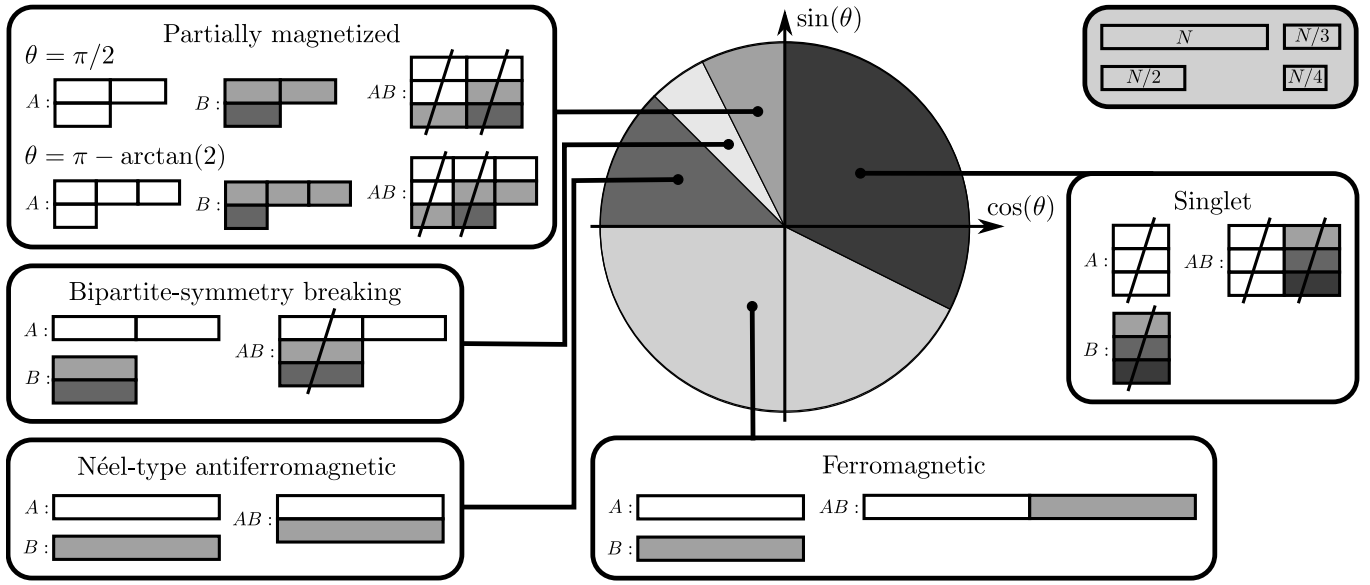 Partially magnetized
θ = π/2
A :
B :
AB :
θ = π − arctan(2)
A :
B :
AB :
Bipartite-symmetry breaking
A :
AB :
B :
Néel-type antiferromagnetic
A :
AB :
B :
sin(θ)
cos(θ)
N
N/3
N/2
N/4
Singlet
A :
AB :
B :
Ferromagnetic
A :
AB :
B :